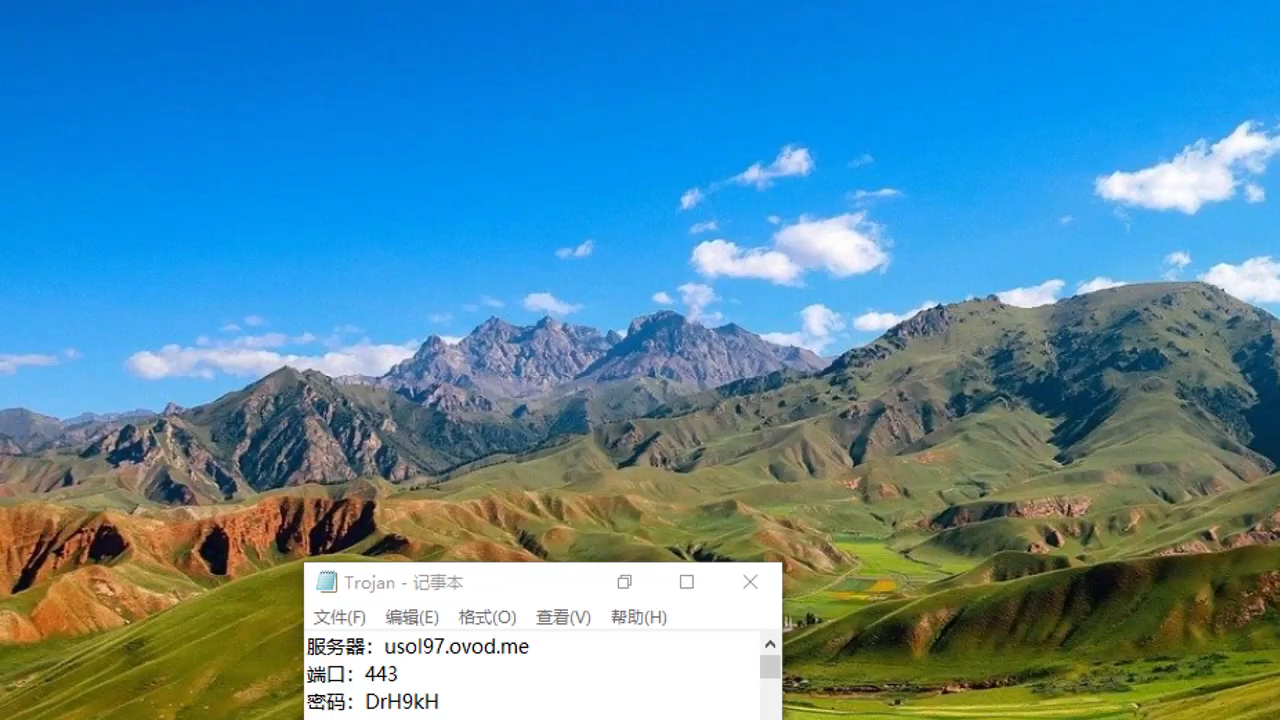 Trojan - 记事本
文件(F) 编辑(E) 格式(O) 查看(V) 帮助(H)
服务器：usol97.ovod.me
端口：443
密码：DrH9kH